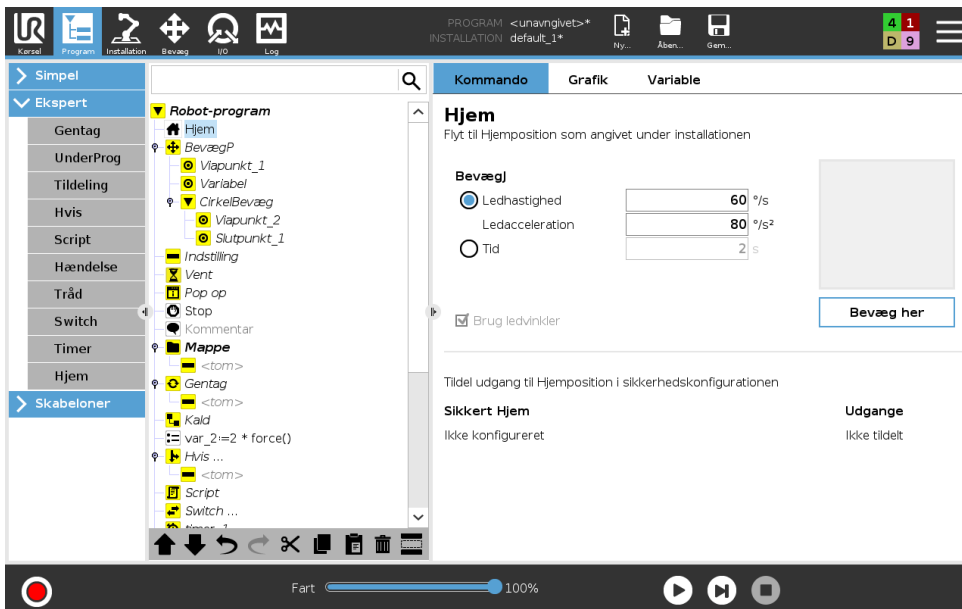 UR
Kørsel
Program
Installation
Bevæg
I/O
Log
PROGRAM <unavngivet>*
INSTALLATION default_1*
Ny...
Åben...
Gem...
4 1
D 9
Simpel
Ekspert
Gentag
UnderProg
Tildeling
Hvis
Script
Hændelse
Tråd
Switch
Timer
Hjem
Skabeloner
Robot-program
Hjem
BevægP
Viapunkt_1
Variabel
CirkelBevæg
Viapunkt_2
Slutpunkt_1
Indstilling
Vent
Pop op
Stop
Kommentar
Mappe
<tom>
Gentag
<tom>
Kald
var_2:=2 * force()
Hvis ...
<tom>
Script
Switch ...
timer_1
Kommando Grafik Variable
Hjem
Flyt til Hjemposition som angivet under installationen
BevægJ
Ledhastighed 60 °/s
Ledacceleration 80 °/s²
Tid 2 s
Brug ledvinkler
Bevæg her
Tildel udgang til Hjemposition i sikkerhedskonfigurationen
Sikkert Hjem Udgange
Ikke konfigureret Ikke tildelt
Fart 100%